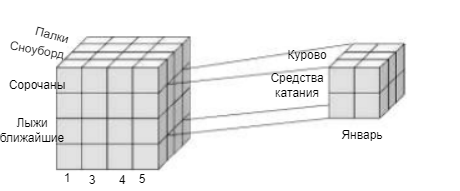 Палки
Сноуборд
Сорочаны
Лыжи
ближайшие
1 3 4 5
Курово
Средства
катания
Январь